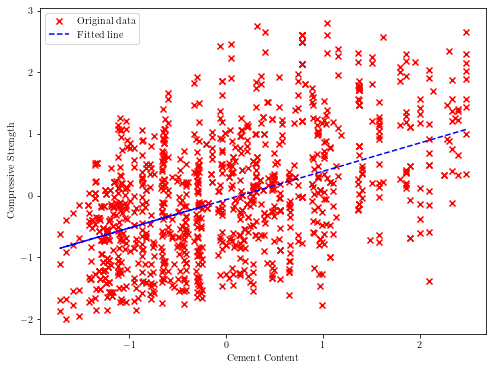 Original data
Fitted line
3
2
1
0
−1
−2
Compressive Strength
−1 0 1 2
Cement Content